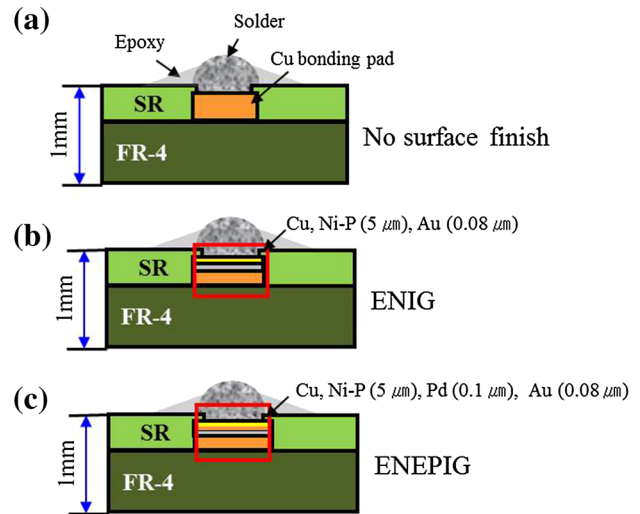 (a)
Solder
Epoxy
Cu bonding pad
SR
1mm
FR-4
No surface finish
(b)
Cu, Ni-P (5 ㎛), Au (0.08 ㎛)
SR
1mm
FR-4
ENIG
(c)
Cu, Ni-P (5 ㎛), Pd (0.1 ㎛), Au (0.08 ㎛)
SR
1mm
FR-4
ENEPIG